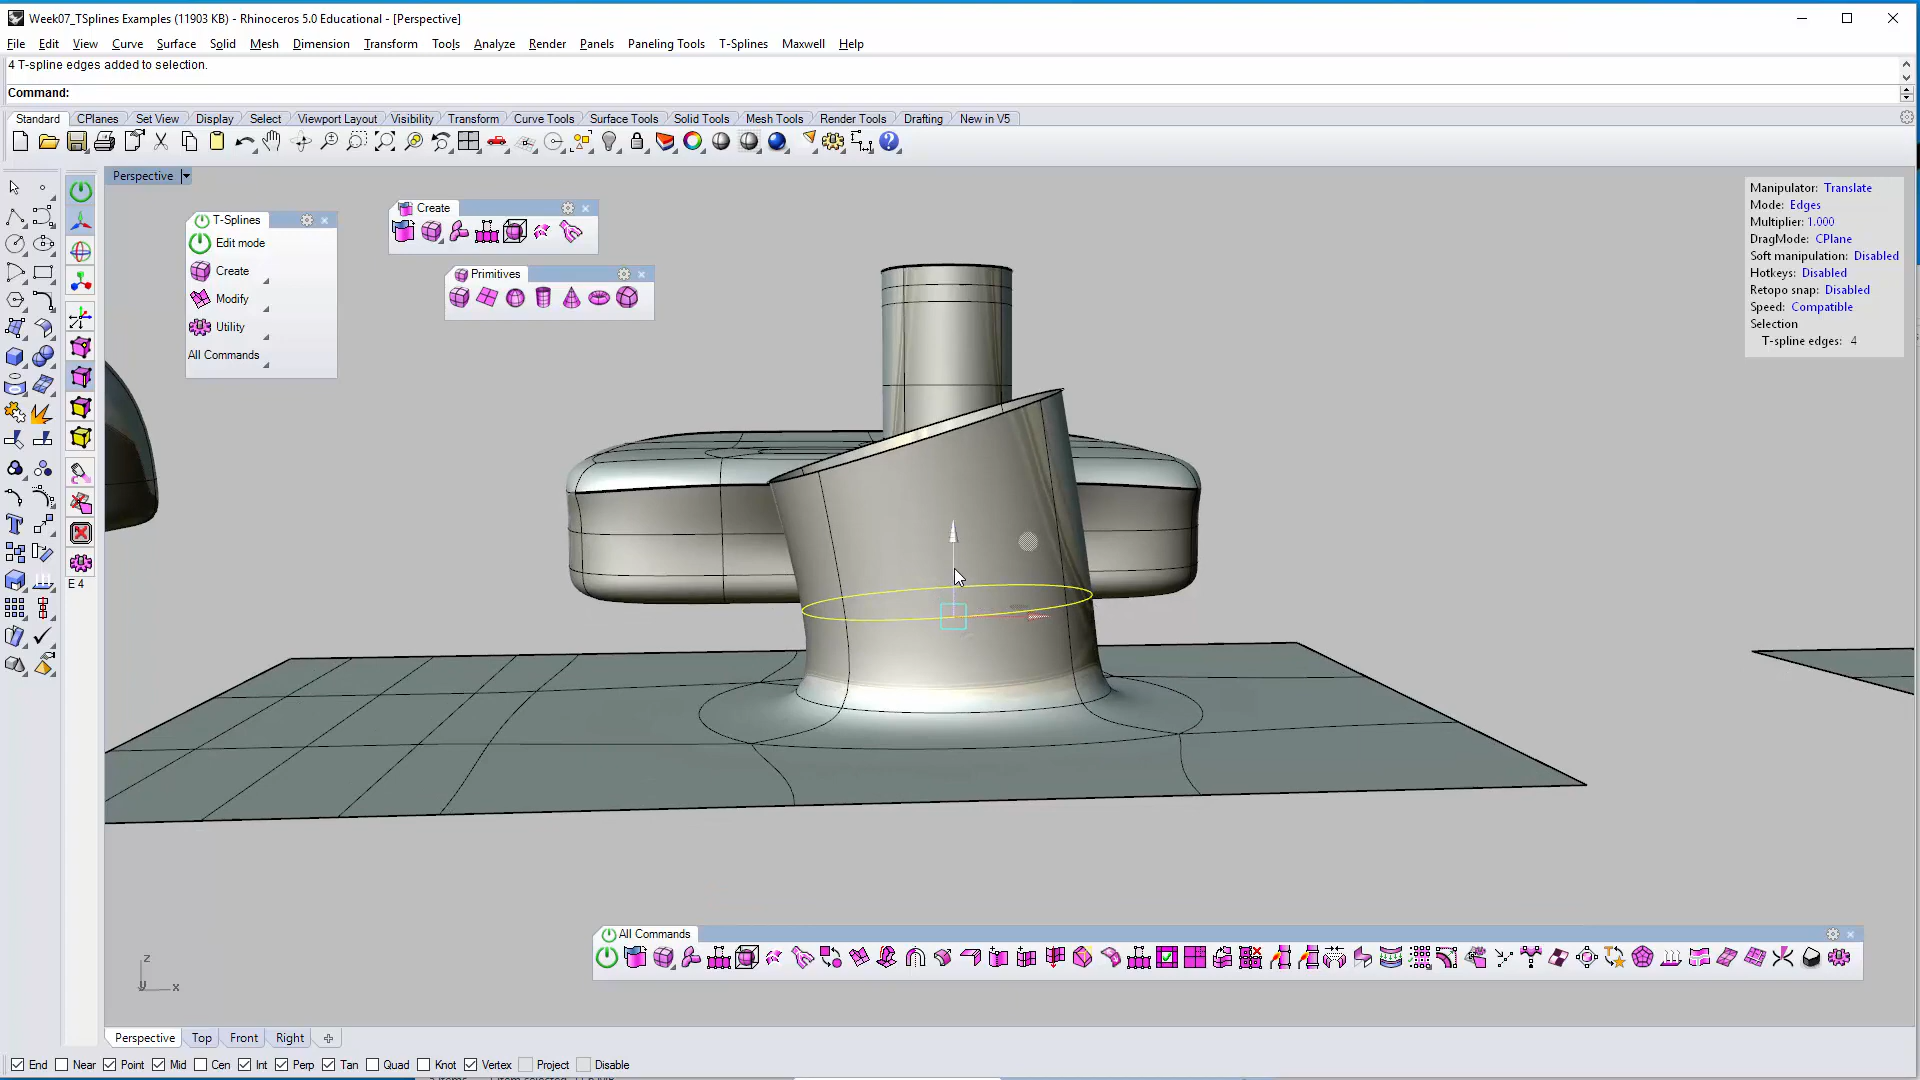 Week07_TSplines Examples (11903 KB) - Rhinoceros 5.0 Educational - [Perspective]
File Edit View Curve Surface Solid Mesh Dimension Transform Tools Analyze Render Panels Paneling Tools T-Splines Maxwell Help
4 T-spline edges added to selection.
Command:
Standard CPlanes Set View Display Select Viewport Layout Visibility Transform Curve Tools Surface Tools Solid Tools Mesh Tools Render Tools Drafting New in V5
Perspective
T-Splines
Edit mode
Create
Modify
Utility
All Commands
Create
Primitives
Manipulator: Translate
Mode: Edges
Multiplier: 1.000
DragMode: CPlane
Soft manipulation: Disabled
Hotkeys: Disabled
Retopo snap: Disabled
Speed: Compatible
Selection
T-spline edges: 4
E 4
All Commands
z
y x
Perspective Top Front Right
End Near Point Mid Cen Int Perp Tan Quad Knot Vertex Project Disable